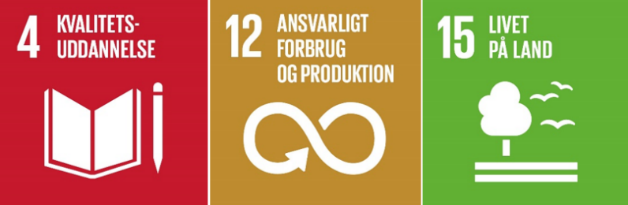 4 KVALITETS-
UDDANNELSE
12 ANSVARLIGT
FORBRUG
OG PRODUKTION
15 LIVET
PÅ LAND